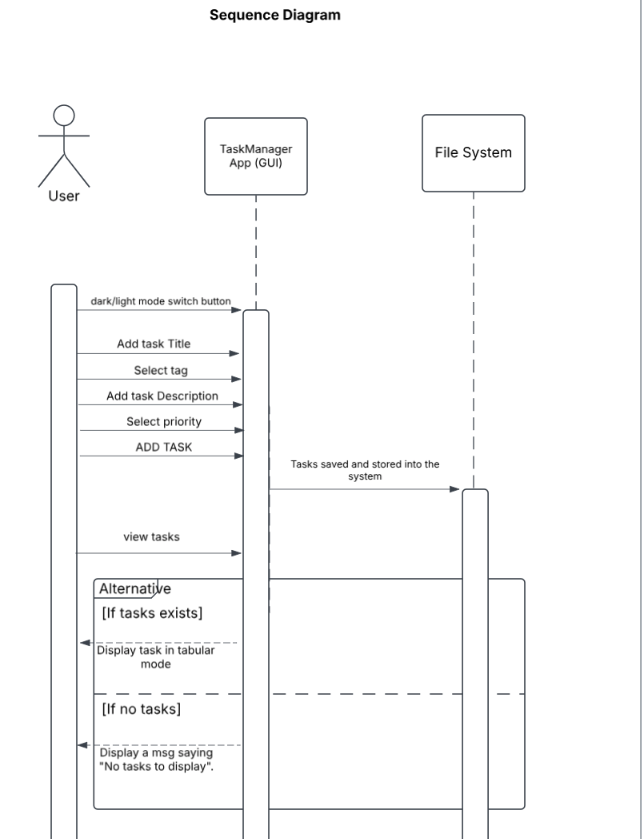 Sequence Diagram
TaskManager
App (GUI)
File System
User
dark/light mode switch button
Add task Title
Select tag
Add task Description
Select priority
ADD TASK
Tasks saved and stored into the
system
view tasks
Alternative
[If tasks exists]
Display task in tabular
mode
[If no tasks]
Display a msg saying
"No tasks to display".